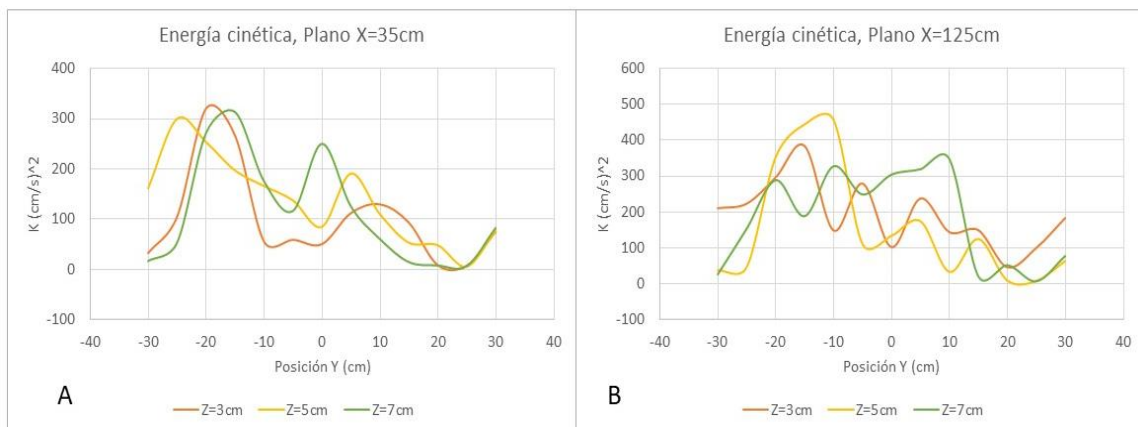 Energía cinética, Plano X=35cm
K (cm/s)^2
400
300
200
100
0
-100
-40 -30 -20 -10 0 10 20 30 40
Posición Y (cm)
A
Z=3cm Z=5cm Z=7cm
Energía cinética, Plano X=125cm
K (cm/s)^2
600
500
400
300
200
100
0
-100
-40 -30 -20 -10 0 10 20 30 40
Posición Y (cm)
B
Z=3cm Z=5cm Z=7cm